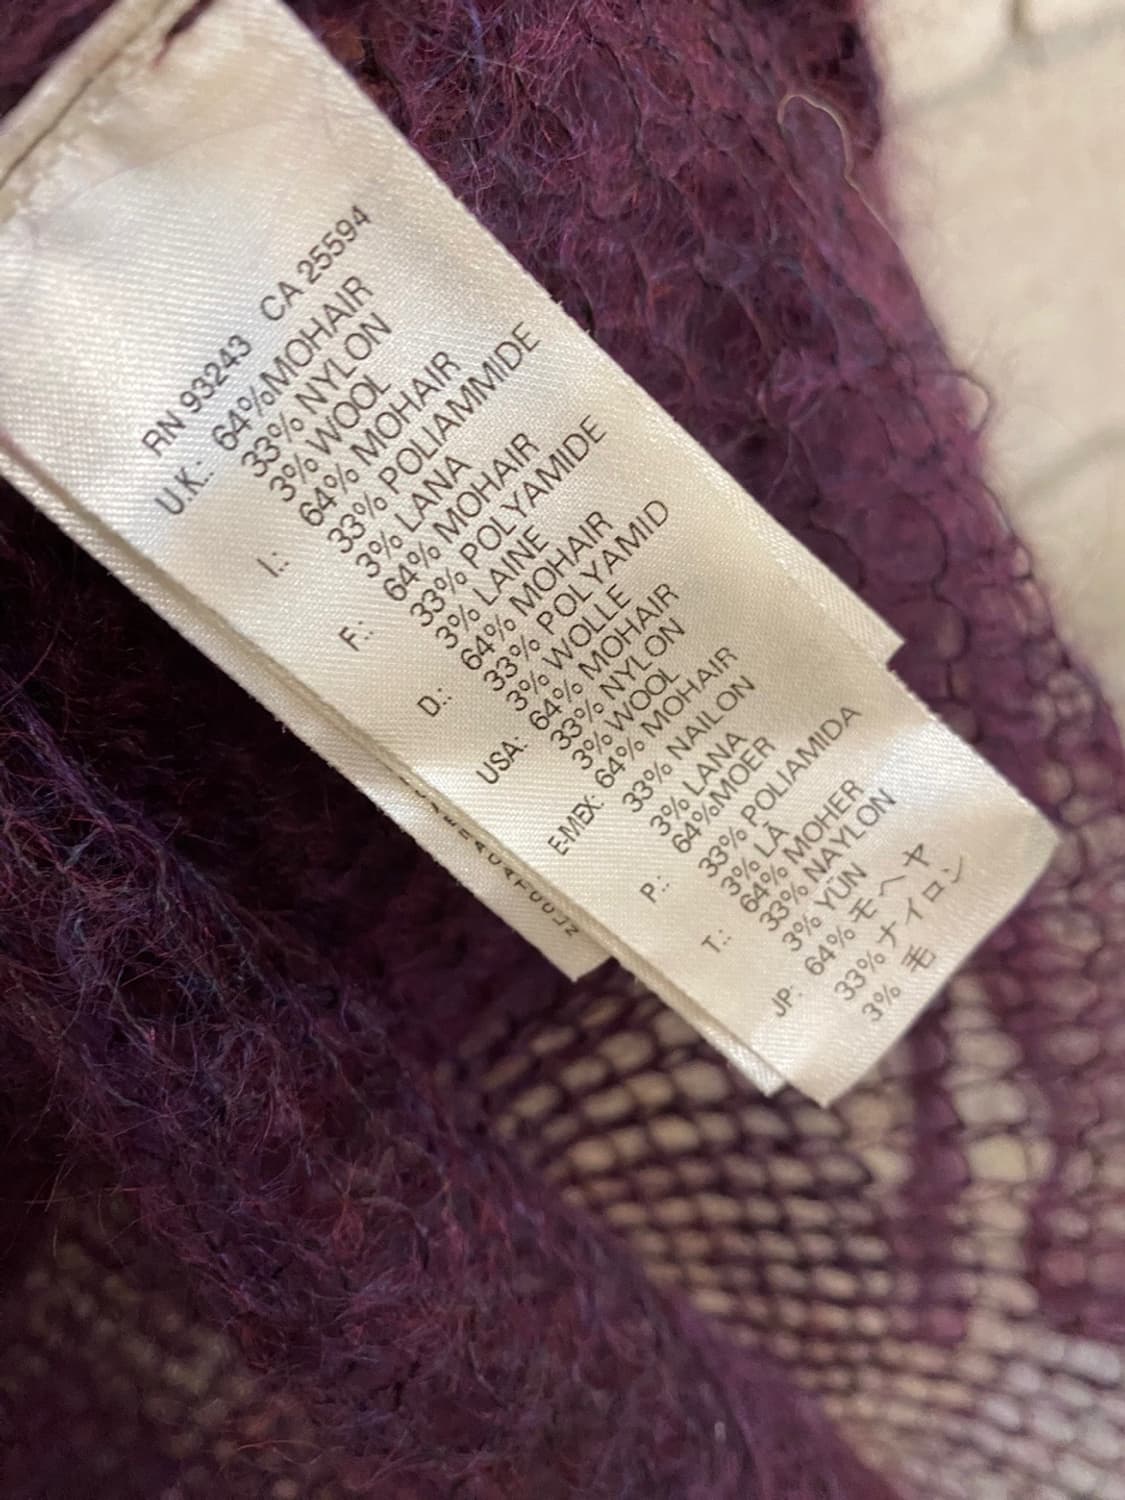 RN 93243 CA 25594
U.K.: 64%MOHAIR
33% NYLON
3% WOOL
I.: 64% MOHAIR
33% POLIAMMIDE
3% LANA
F.: 64% MOHAIR
33% POLYAMIDE
3% LAINE
D.: 64% MOHAIR
33% POLYAMID
3% WOLLE
USA: 64% MOHAIR
33% NYLON
3% WOOL
E-MEX: 64% MOHAIR
33% NAILON
3% LANA
P.: 64%MOER
33% POLIAMIDA
3% LÃ
T.: 64% MOHER
33% NAYLON
3% YÜN
JP: 64% モヘヤ
33% ナイロン
3% 毛